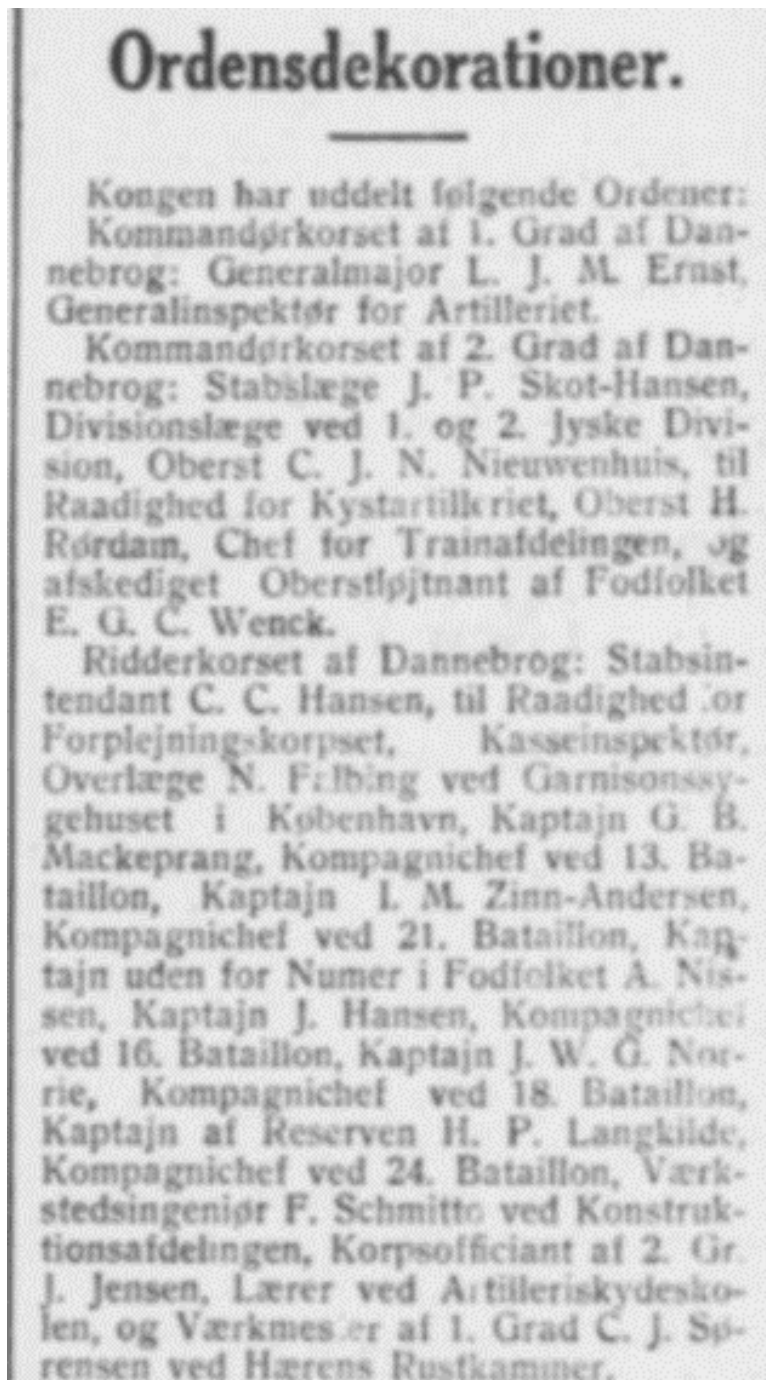 Ordensdekorationer.
Kongen har uddelt følgende Ordener:
Kommandørkorset af 1. Grad af Dan-
nebrog: Generalmajor L. J. M. Ernst,
Generalinspektør for Artilleriet.
Kommandørkorset af 2. Grad af Dan-
nebrog: Stabslæge J. P. Skot-Hansen,
Divisionslæge ved 1. og 2. Jyske Divi-
sion, Oberst C. J. N. Nieuwenhuis, til
Raadighed for Kystartilleriet, Oberst H.
Rørdam, Chef for Trainafdelingen, og
afskediget Oberstløjtnant af Fodfolket
E. G. C. Wenck.
Ridderkorset af Dannebrog: Stabsin-
tendant C. C. Hansen, til Raadighed for
Forplejningskorpset, Kasseinspektør,
Overlæge N. ved Garnisonssy-
gehuset i København, Kaptajn G. B.
Mackeprang, Kompagnichef ved 13. Ba-
taillon, Kaptajn I. M. Zinn-Andersen,
Kompagnichef ved 21. Bataillon, Kap-
tajn uden for Numer i Fodfolket A. Nis-
sen, Kaptajn J. Hansen, Kompagnichef
ved 16. Bataillon, Kaptajn J. W. G. Nor-
rie, Kompagnichef ved 18. Bataillon,
Kaptajn af Reserven H. P. Langkilde,
Kompagnichef ved 24. Bataillon, Værk-
stedsingeniør F. Schmitto ved Konstruk-
tionsafdelingen, Korpsofficiant af 2. Gr.
J. Jensen, Lærer ved Artilleriskydesko-
len, og Værkmester af 1. Grad C. J. Sø-
rensen ved Hærens Rustkammer.